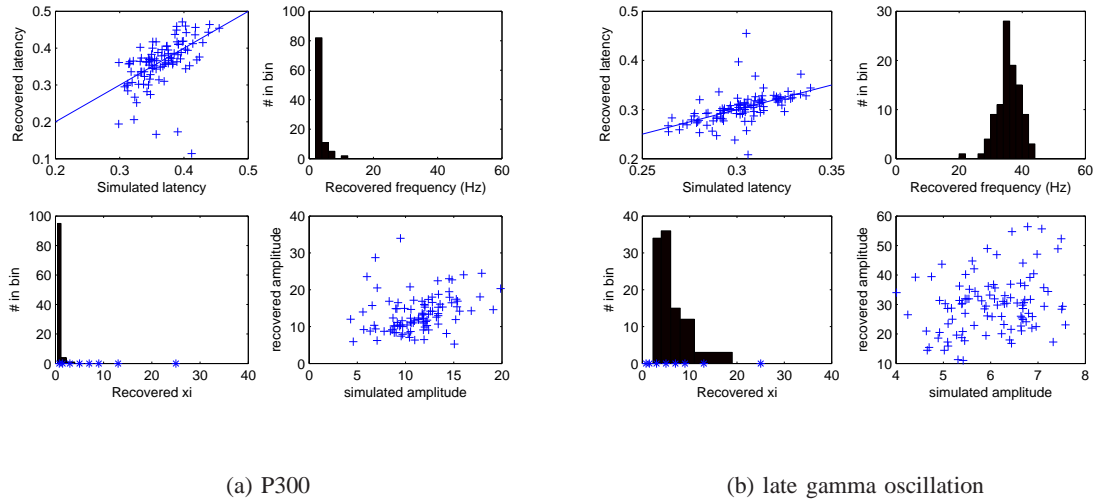 0.5
0.4
0.3
0.2
0.1
0.2 0.3 0.4 0.5
Simulated latency
Recovered latency
100
80
60
40
20
0
0 20 40 60
Recovered frequency (Hz)
# in bin
0.5
0.4
0.3
0.2
0.25 0.3 0.35
Simulated latency
Recovered latency
30
20
10
0
0 20 40 60
Recovered frequency (Hz)
# in bin
100
80
60
40
20
0
0 10 20 30 40
Recovered xi
# in bin
40
30
20
10
0
0 5 10 15 20
simulated amplitude
recovered amplitude
40
30
20
10
0
0 10 20 30 40
Recovered xi
# in bin
60
50
40
30
20
10
4 5 6 7 8
simulated amplitude
recovered amplitude
(a) P300
(b) late gamma oscillation